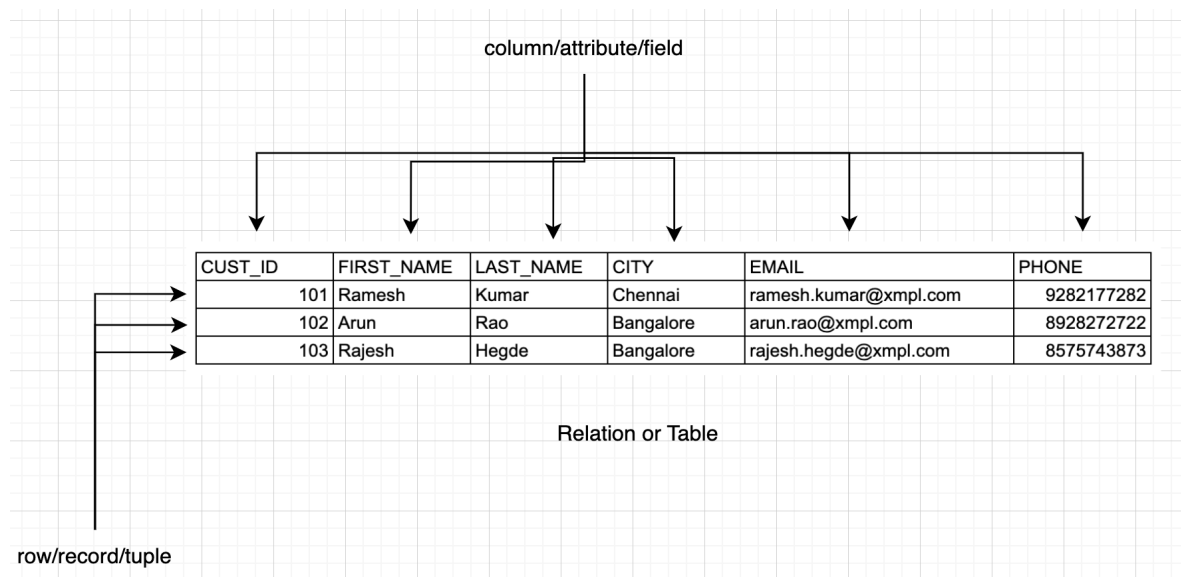 column/attribute/field
CUST_ID FIRST_NAME LAST_NAME CITY EMAIL PHONE
101 Ramesh Kumar Chennai ramesh.kumar@xmpl.com 9282177282
102 Arun Rao Bangalore arun.rao@xmpl.com 8928272722
103 Rajesh Hegde Bangalore rajesh.hegde@xmpl.com 8575743873
Relation or Table
row/record/tuple